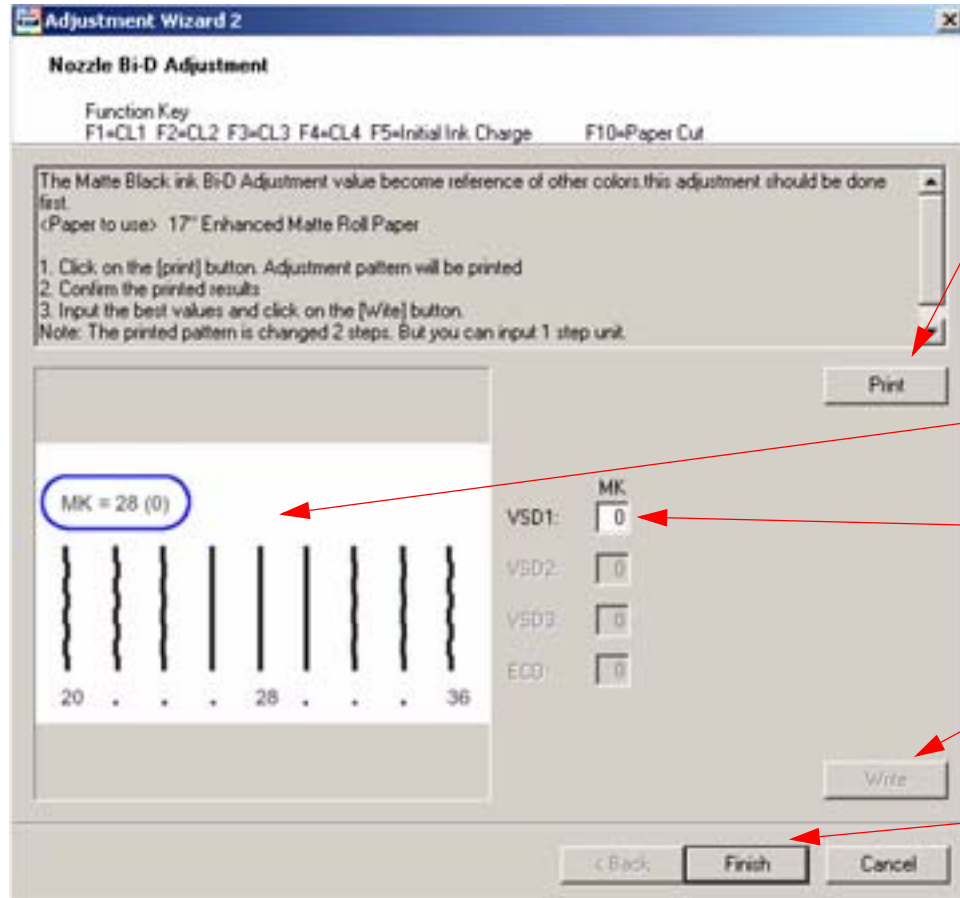 Adjustment Wizard 2
Nozzle Bi-D Adjustment
Function Key
F1=CL1 F2=CL2 F3=CL3 F4=CL4 F5=Initial Ink Charge F10=Paper Cut
The Matte Black ink Bi-D Adjustment value become reference of other colors.this adjustment should be done
first.
<Paper to use> 17" Enhanced Matte Roll Paper
1. Click on the [print] button. Adjustment pattern will be printed
2. Confirm the printed results
3. Input the best values and click on the [Write] button.
Note: The printed pattern is changed 2 steps. But you can input 1 step unit.
Print
MK = 28 (0)
MK
VSD1: 0
VSD2: 0
VSD3: 0
ECO: 0
20 . . . 28 . . . 36
Write
< Back Finish Cancel